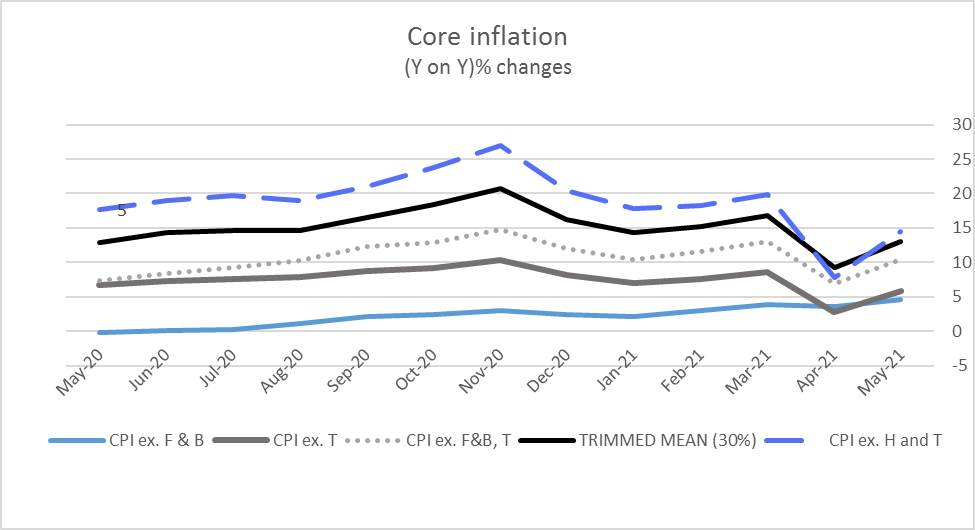 Core inflation
(Y on Y)% changes
30
25
20
5
15
10
5
0
-5
May-20 Jun-20 Jul-20 Aug-20 Sep-20 Oct-20 Nov-20 Dec-20 Jan-21 Feb-21 Mar-21 Apr-21 May-21
CPI ex. F & B CPI ex. T CPI ex. F&B, T TRIMMED MEAN (30%) CPI ex. H and T